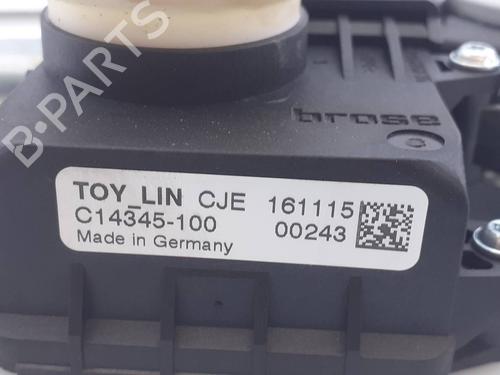 brose
TOY_LIN CJE 161115
C14345-100 00243
Made in Germany
B-PARTS